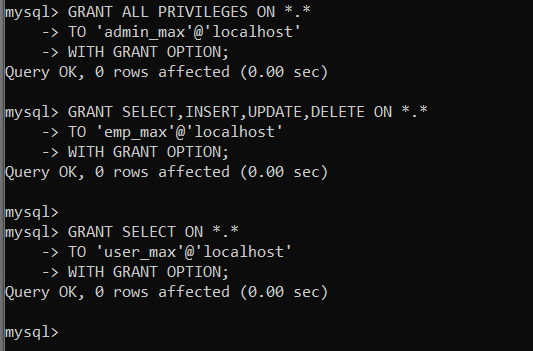 mysql> GRANT ALL PRIVILEGES ON *.*
    -> TO 'admin_max'@'localhost'
    -> WITH GRANT OPTION;
Query OK, 0 rows affected (0.00 sec)

mysql> GRANT SELECT,INSERT,UPDATE,DELETE ON *.*
    -> TO 'emp_max'@'localhost'
    -> WITH GRANT OPTION;
Query OK, 0 rows affected (0.00 sec)

mysql>
mysql> GRANT SELECT ON *.*
    -> TO 'user_max'@'localhost'
    -> WITH GRANT OPTION;
Query OK, 0 rows affected (0.00 sec)

mysql>